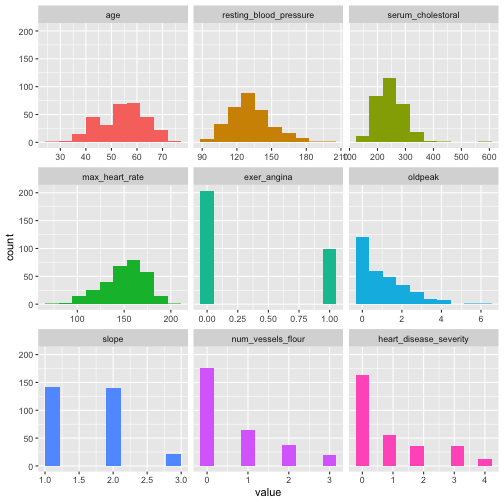 age resting_blood_pressure serum_cholestoral
200
150
100
50
0
30 40 50 60 70 90 130 170 210 100 200 300 400 500 600
max_heart_rate exer_angina oldpeak
200
150
100
50
0
100 150 200 0.00 0.25 0.50 0.75 1.00 0 2 4 6
count
slope num_vessels_flour heart_disease_severity
200
150
100
50
0
1.0 1.5 2.0 2.5 3.0 0 1 2 3 0 1 2 3 4
value